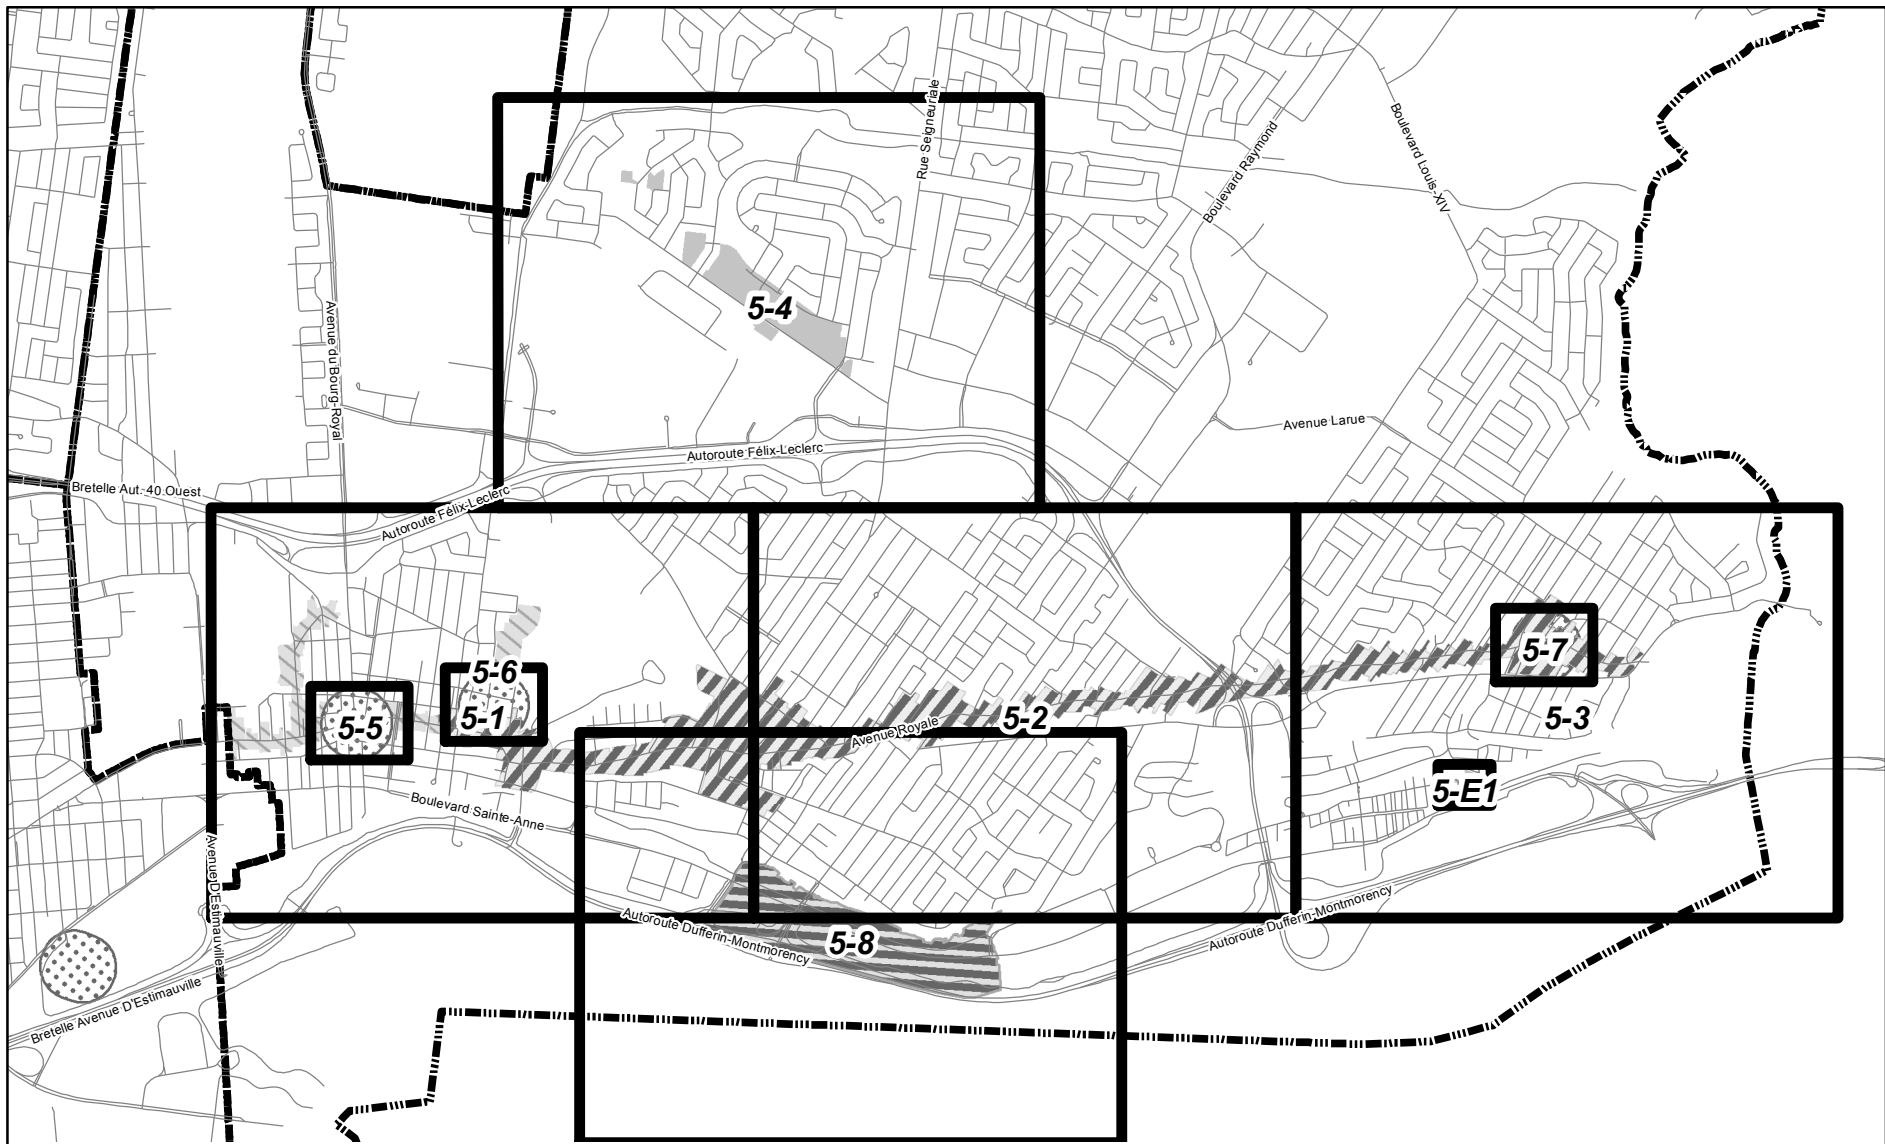 Rue Seigneuriale
Boulevard Raymond
Boulevard Louis-XIV
5-4
Avenue du Bourg-Royal
Avenue Larue
Autoroute Félix-Leclerc
Bretelle Aut. 40 Ouest
Autoroute Félix-Leclerc
5-7
5-6
5-1
5-2
5-3
5-5
Avenue Royale
5-E1
Boulevard Sainte-Anne
Avenue D'Estimauville
Autoroute Dufferin-Montmorency
5-8
Autoroute Dufferin-Montmorency
Bretelle Avenue D'Estimauville